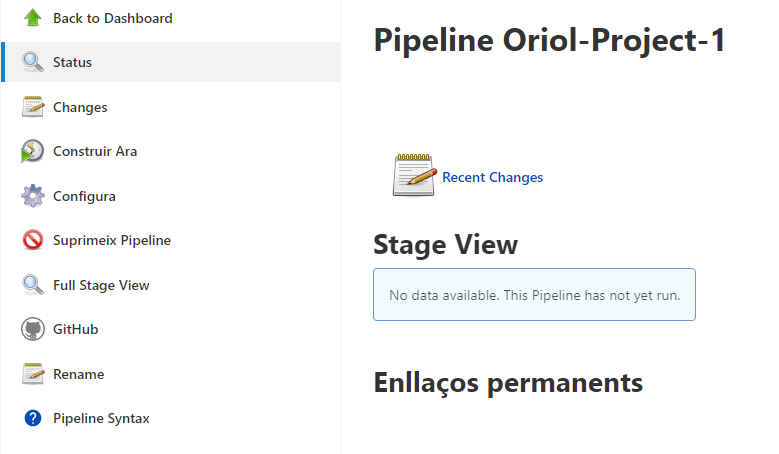 Back to Dashboard
Status
Changes
Construir Ara
Configura
Suprimeix Pipeline
Full Stage View
GitHub
Rename
Pipeline Syntax
Pipeline Oriol-Project-1
Recent Changes
Stage View
No data available. This Pipeline has not yet run.
Enllaços permanents